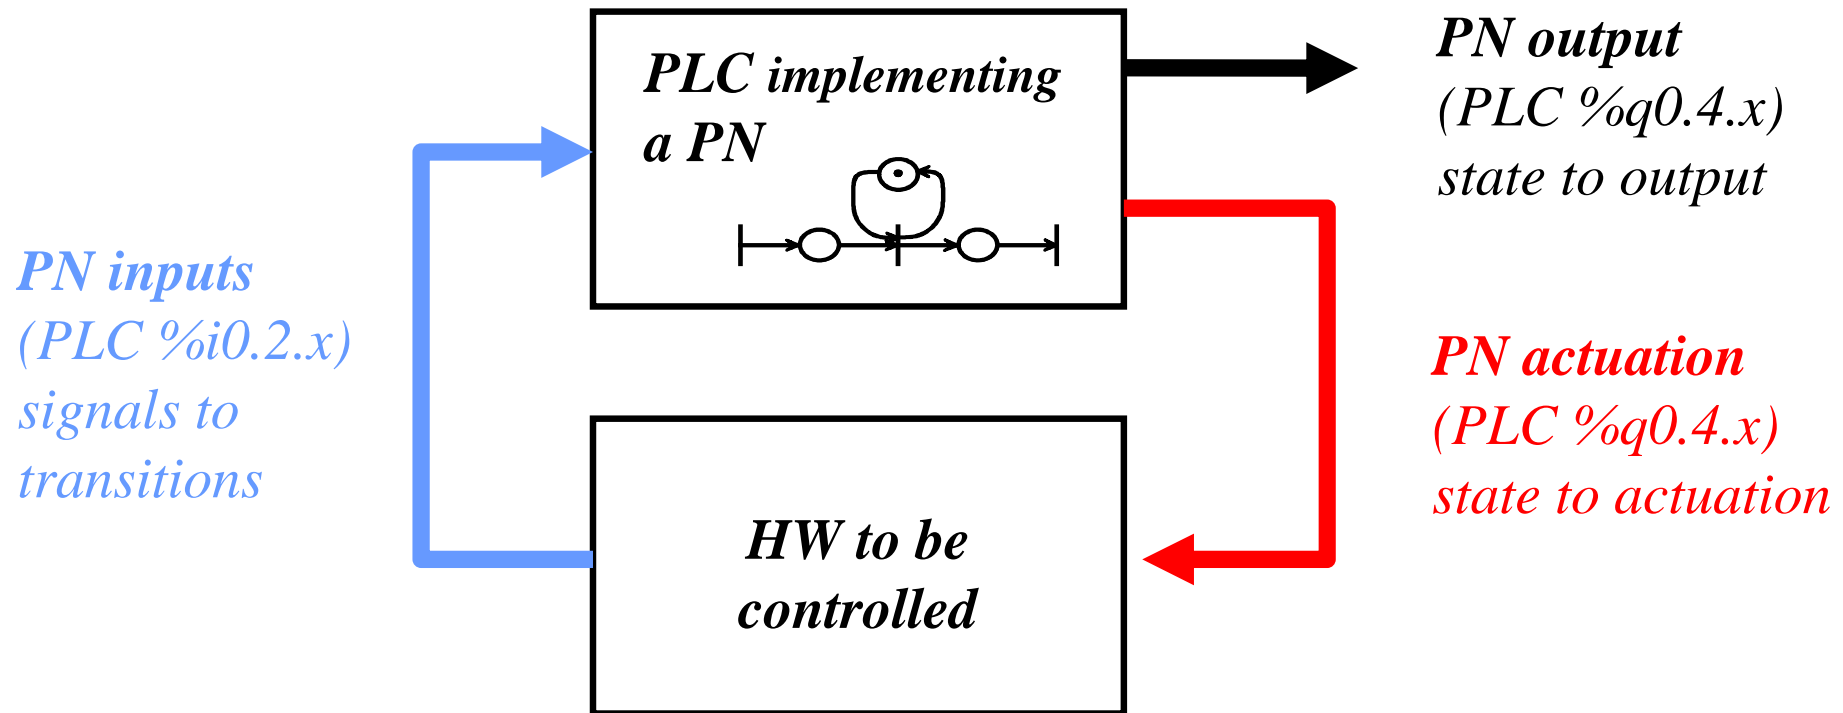 PLC implementing
a PN
PN output
(PLC %q0.4.x)
state to output
PN inputs
(PLC %i0.2.x)
signals to
transitions
PN actuation
(PLC %q0.4.x)
state to actuation
HW to be
controlled